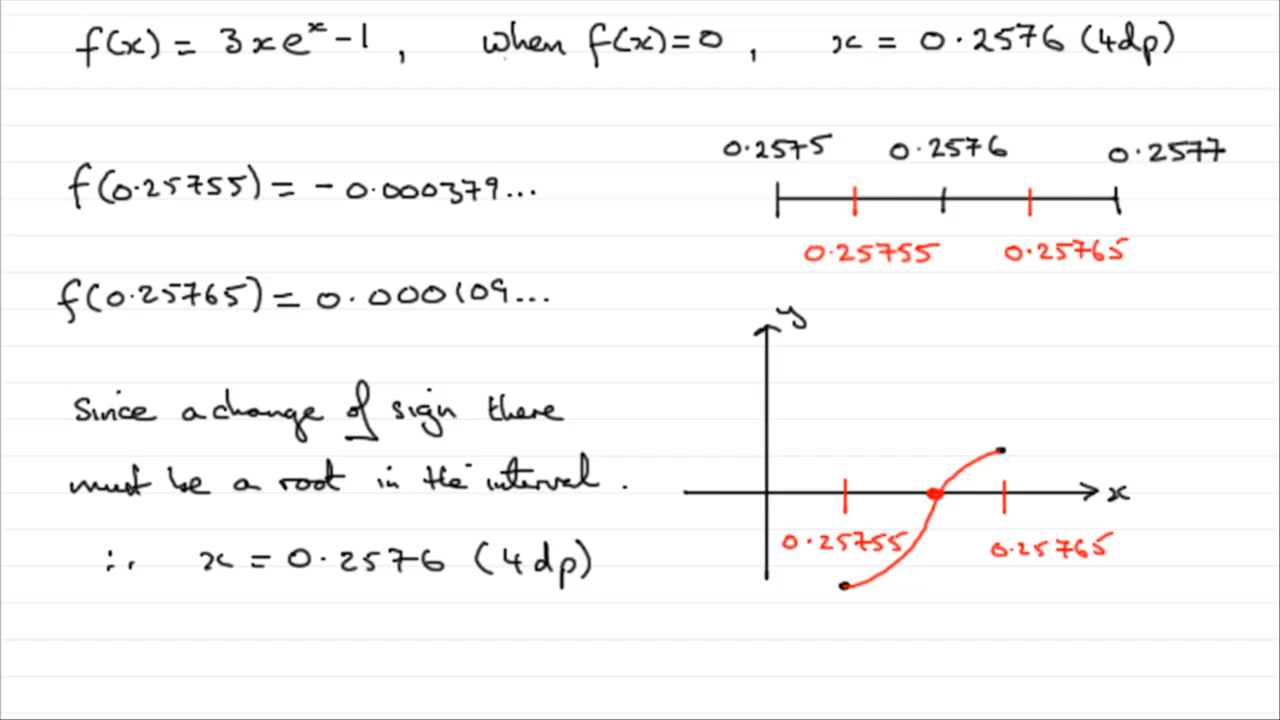 f(x) = 3xeˣ - 1 , when f(x) = 0 , x = 0.2576 (4dp)
0.2575 0.2576 0.2577
f(0.25755) = - 0.000379...
0.25755 0.25765
f(0.25765) = 0.000109...
y
Since a change of sign there
must be a root in the interval .
x
0.25755 0.25765
∴ x = 0.2576 (4dp)